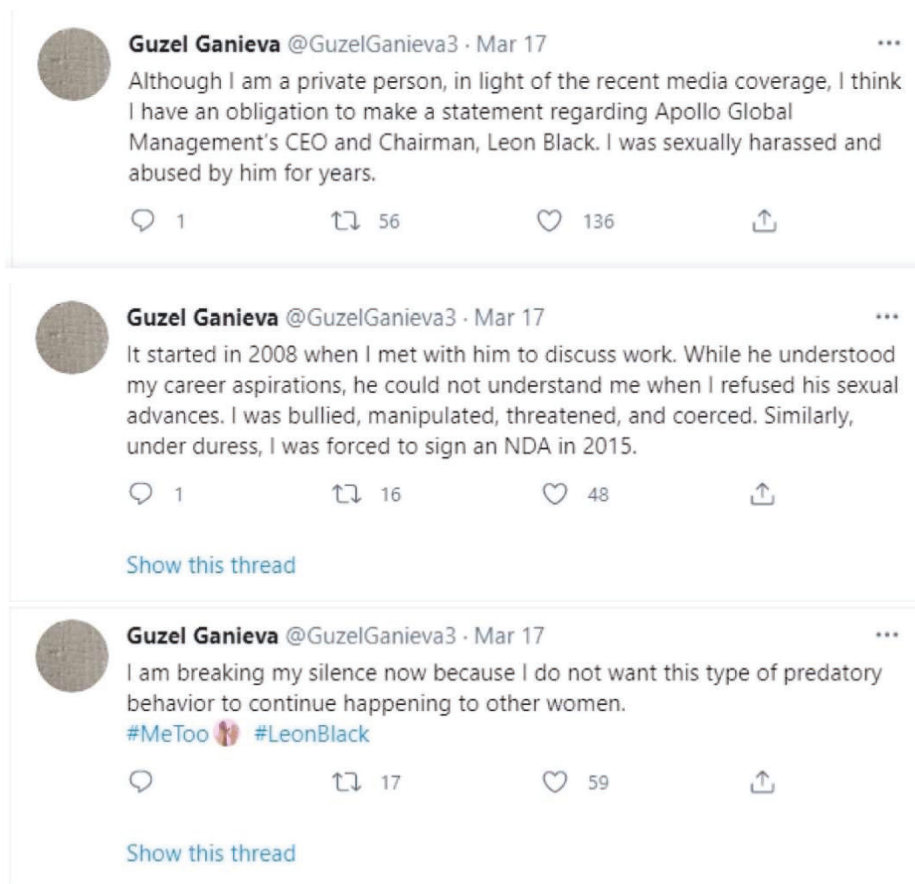 Guzel Ganieva @GuzelGanieva3 · Mar 17
Although I am a private person, in light of the recent media coverage, I think
I have an obligation to make a statement regarding Apollo Global
Management's CEO and Chairman, Leon Black. I was sexually harassed and
abused by him for years.
1 56 136
Guzel Ganieva @GuzelGanieva3 · Mar 17
It started in 2008 when I met with him to discuss work. While he understood
my career aspirations, he could not understand me when I refused his sexual
advances. I was bullied, manipulated, threatened, and coerced. Similarly,
under duress, I was forced to sign an NDA in 2015.
1 16 48
Show this thread
Guzel Ganieva @GuzelGanieva3 · Mar 17
I am breaking my silence now because I do not want this type of predatory
behavior to continue happening to other women.
#MeToo #LeonBlack
17 59
Show this thread